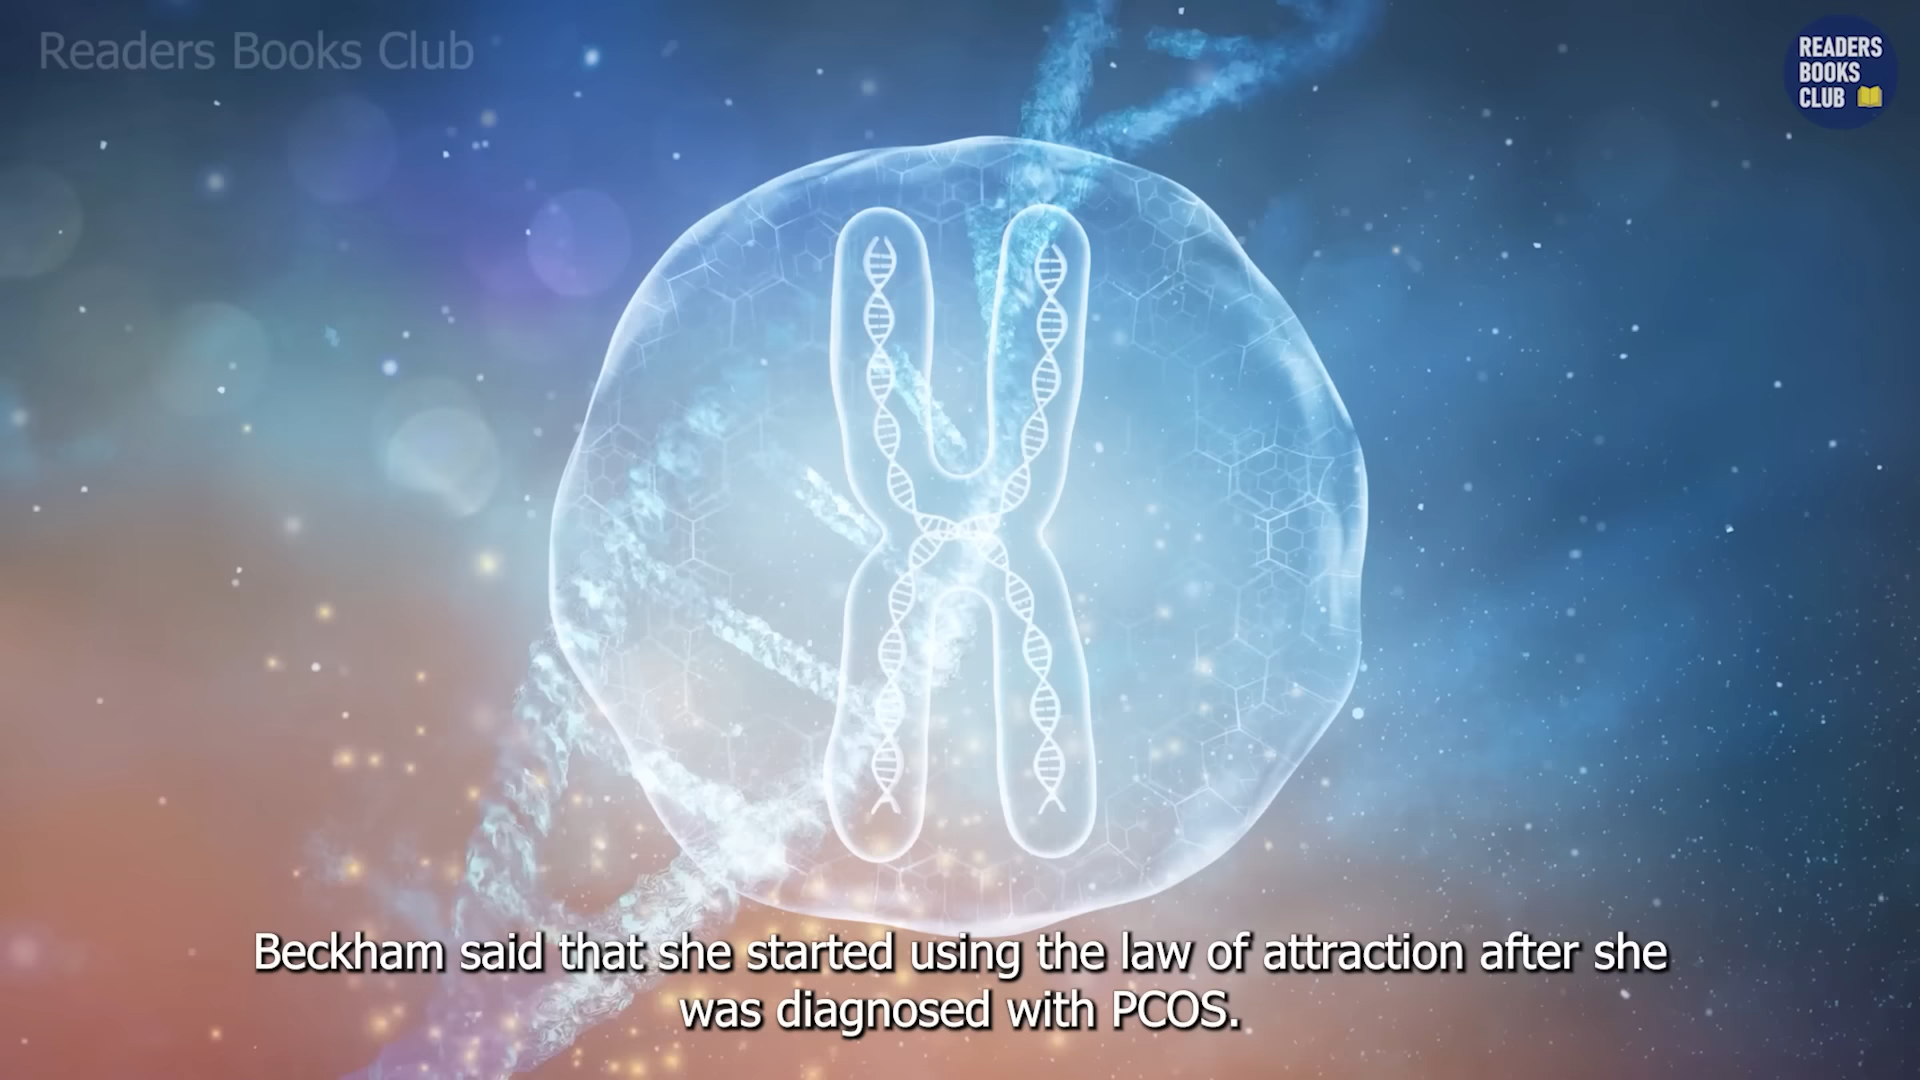 Readers Books Club
READERS
BOOKS
CLUB
Beckham said that she started using the law of attraction after she
was diagnosed with PCOS.